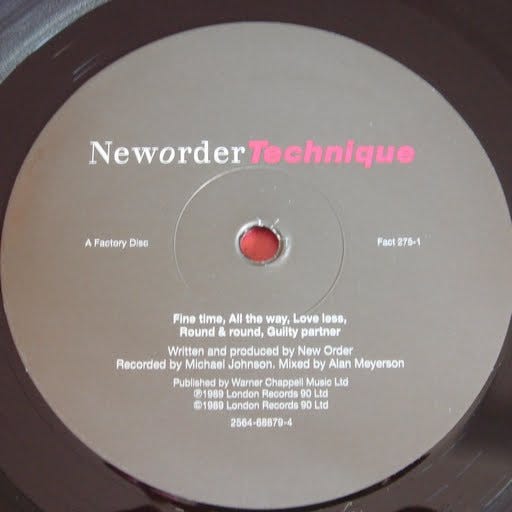 Neworder Technique
A Factory Disc Fact 275-1
Fine time, All the way, Love less,
Round & round, Guilty partner
Written and produced by New Order
Recorded by Michael Johnson. Mixed by Alan Meyerson
Published by Warner Chappell Music Ltd
℗1989 London Records 90 Ltd
©1989 London Records 90 Ltd
2564-68879-4